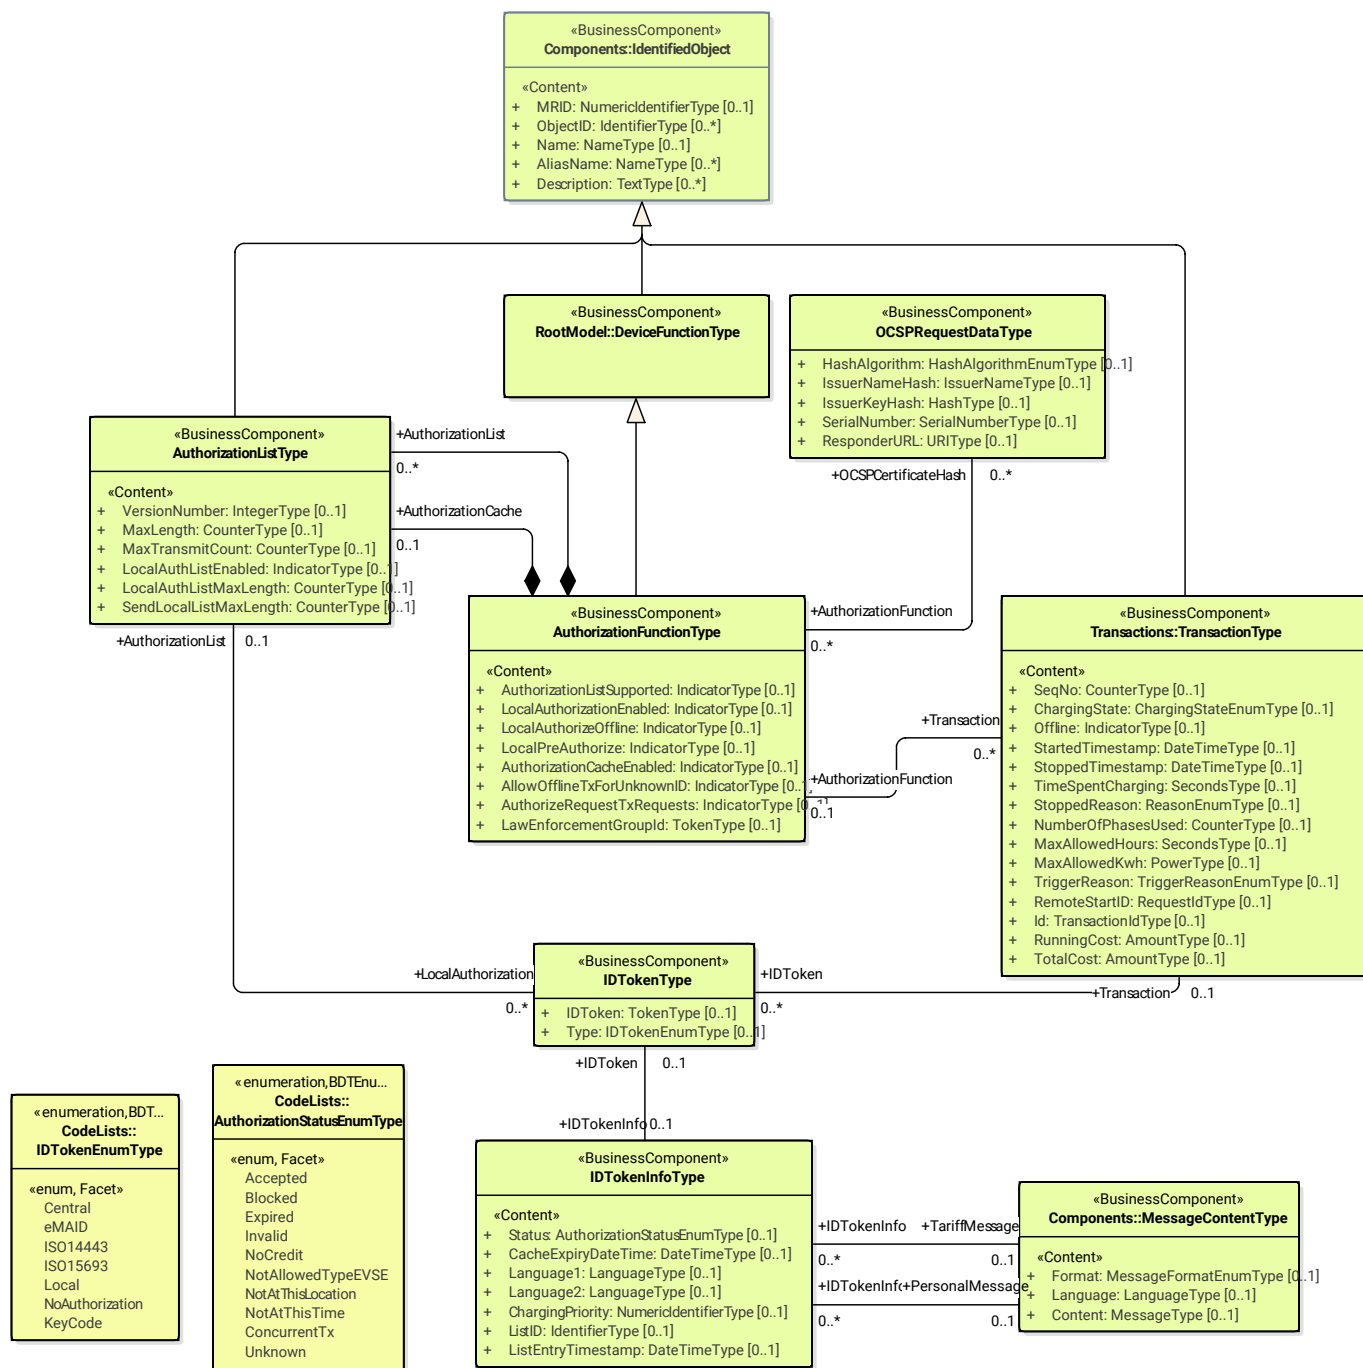 «BusinessComponent»
Components::IdentifiedObject
«Content»
+ MRID: NumericIdentifierType [0..1]
+ ObjectID: IdentifierType [0..*]
+ Name: NameType [0..1]
+ AliasName: NameType [0..*]
+ Description: TextType [0..*]
«BusinessComponent»
RootModel::DeviceFunctionType
«BusinessComponent»
OCSPRequestDataType
+ HashAlgorithm: HashAlgorithmEnumType [0..1]
+ IssuerNameHash: IssuerNameType [0..1]
+ IssuerKeyHash: HashType [0..1]
+ SerialNumber: SerialNumberType [0..1]
+ ResponderURL: URIType [0..1]
«BusinessComponent»
AuthorizationListType
«Content»
+ VersionNumber: IntegerType [0..1]
+ MaxLength: CounterType [0..1]
+ MaxTransmitCount: CounterType [0..1]
+ LocalAuthListEnabled: IndicatorType [0..1]
+ LocalAuthListMaxLength: CounterType [0..1]
+ SendLocalListMaxLength: CounterType [0..1]
+AuthorizationList
0..*
+AuthorizationCache
0..1
+OCSPCertificateHash
0..*
+AuthorizationList
0..1
«BusinessComponent»
AuthorizationFunctionType
«Content»
+ AuthorizationListSupported: IndicatorType [0..1]
+ LocalAuthorizationEnabled: IndicatorType [0..1]
+ LocalAuthorizeOffline: IndicatorType [0..1]
+ LocalPreAuthorize: IndicatorType [0..1]
+ AuthorizationCacheEnabled: IndicatorType [0..1]
+ AllowOfflineTxForUnknownID: IndicatorType [0..1]
+ AuthorizeRequestTxRequests: IndicatorType [0..1]
+ LawEnforcementGroupId: TokenType [0..1]
+AuthorizationFunction
0..*
+Transaction
0..*
+AuthorizationFunction
0..1
«BusinessComponent»
Transactions::TransactionType
«Content»
+ SeqNo: CounterType [0..1]
+ ChargingState: ChargingStateEnumType [0..1]
+ Offline: IndicatorType [0..1]
+ StartedTimestamp: DateTimeType [0..1]
+ StoppedTimestamp: DateTimeType [0..1]
+ TimeSpentCharging: SecondsType [0..1]
+ StoppedReason: ReasonEnumType [0..1]
+ NumberOfPhasesUsed: CounterType [0..1]
+ MaxAllowedHours: SecondsType [0..1]
+ MaxAllowedKwh: PowerType [0..1]
+ TriggerReason: TriggerReasonEnumType [0..1]
+ RemoteStartID: RequestIdType [0..1]
+ Id: TransactionIdType [0..1]
+ RunningCost: AmountType [0..1]
+ TotalCost: AmountType [0..1]
+LocalAuthorization
0..*
«BusinessComponent»
IDTokenType
+ IDToken: TokenType [0..1]
+ Type: IDTokenEnumType [0..1]
+IDToken
0..*
+Transaction
0..1
+IDToken
0..1
+IDTokenInfo
0..1
«enumeration,BDT...
CodeLists::
IDTokenEnumType
«enum, Facet»
Central
eMAID
ISO14443
ISO15693
Local
NoAuthorization
KeyCode
«enumeration,BDTEnu...
CodeLists::
AuthorizationStatusEnumType
«enum, Facet»
Accepted
Blocked
Expired
Invalid
NoCredit
NotAllowedTypeEVSE
NotAtThisLocation
NotAtThisTime
ConcurrentTx
Unknown
«BusinessComponent»
IDTokenInfoType
«Content»
+ Status: AuthorizationStatusEnumType [0..1]
+ CacheExpiryDateTime: DateTimeType [0..1]
+ Language1: LanguageType [0..1]
+ Language2: LanguageType [0..1]
+ ChargingPriority: NumericIdentifierType [0..1]
+ ListID: IdentifierType [0..1]
+ ListEntryTimestamp: DateTimeType [0..1]
+IDTokenInfo
+TariffMessage
0..*
0..1
+IDTokenInfo
+PersonalMessage
0..*
0..1
«BusinessComponent»
Components::MessageContentType
«Content»
+ Format: MessageFormatEnumType [0..1]
+ Language: LanguageType [0..1]
+ Content: MessageType [0..1]